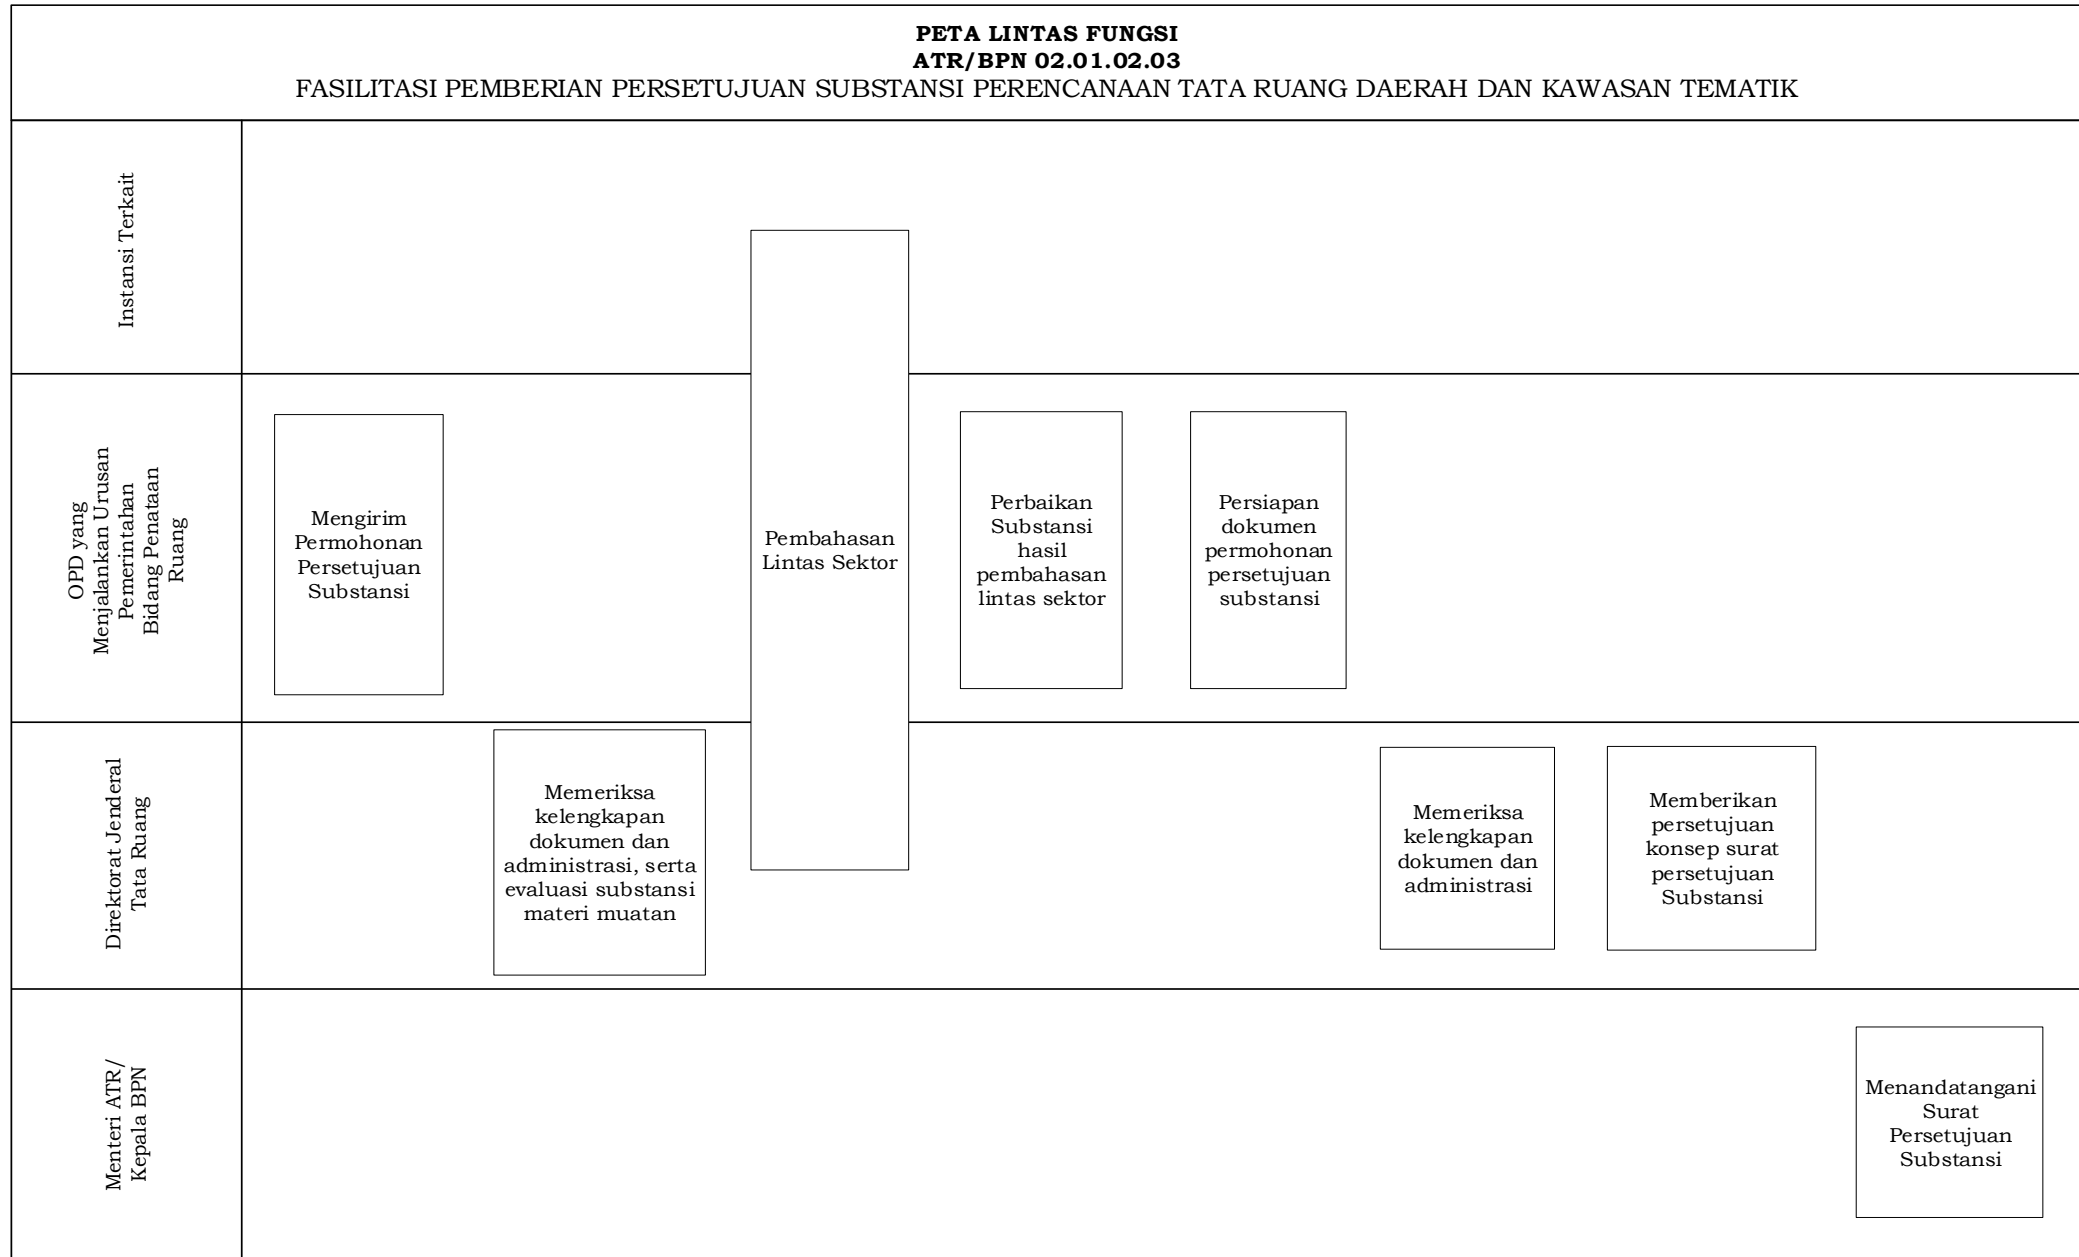 PETA LINTAS FUNGSI
ATR/BPN 02.01.02.03
FASILITASI PEMBERIAN PERSETUJUAN SUBSTANSI PERENCANAAN TATA RUANG DAERAH DAN KAWASAN TEMATIK
Instansi Terkait
OPD yang
Menjalankan Urusan
Pemerintahan
Bidang Penataan
Ruang
Mengirim
Permohonan
Persetujuan
Substansi
Pembahasan
Lintas Sektor
Perbaikan
Substansi
hasil
pembahasan
lintas sektor
Persiapan
dokumen
permohonan
persetujuan
substansi
Direktorat Jenderal
Tata Ruang
Memeriksa
kelengkapan
dokumen dan
administrasi, serta
evaluasi substansi
materi muatan
Memeriksa
kelengkapan
dokumen dan
administrasi
Memberikan
persetujuan
konsep surat
persetujuan
Substansi
Menteri ATR/
Kepala BPN
Menandatangani
Surat
Persetujuan
Substansi